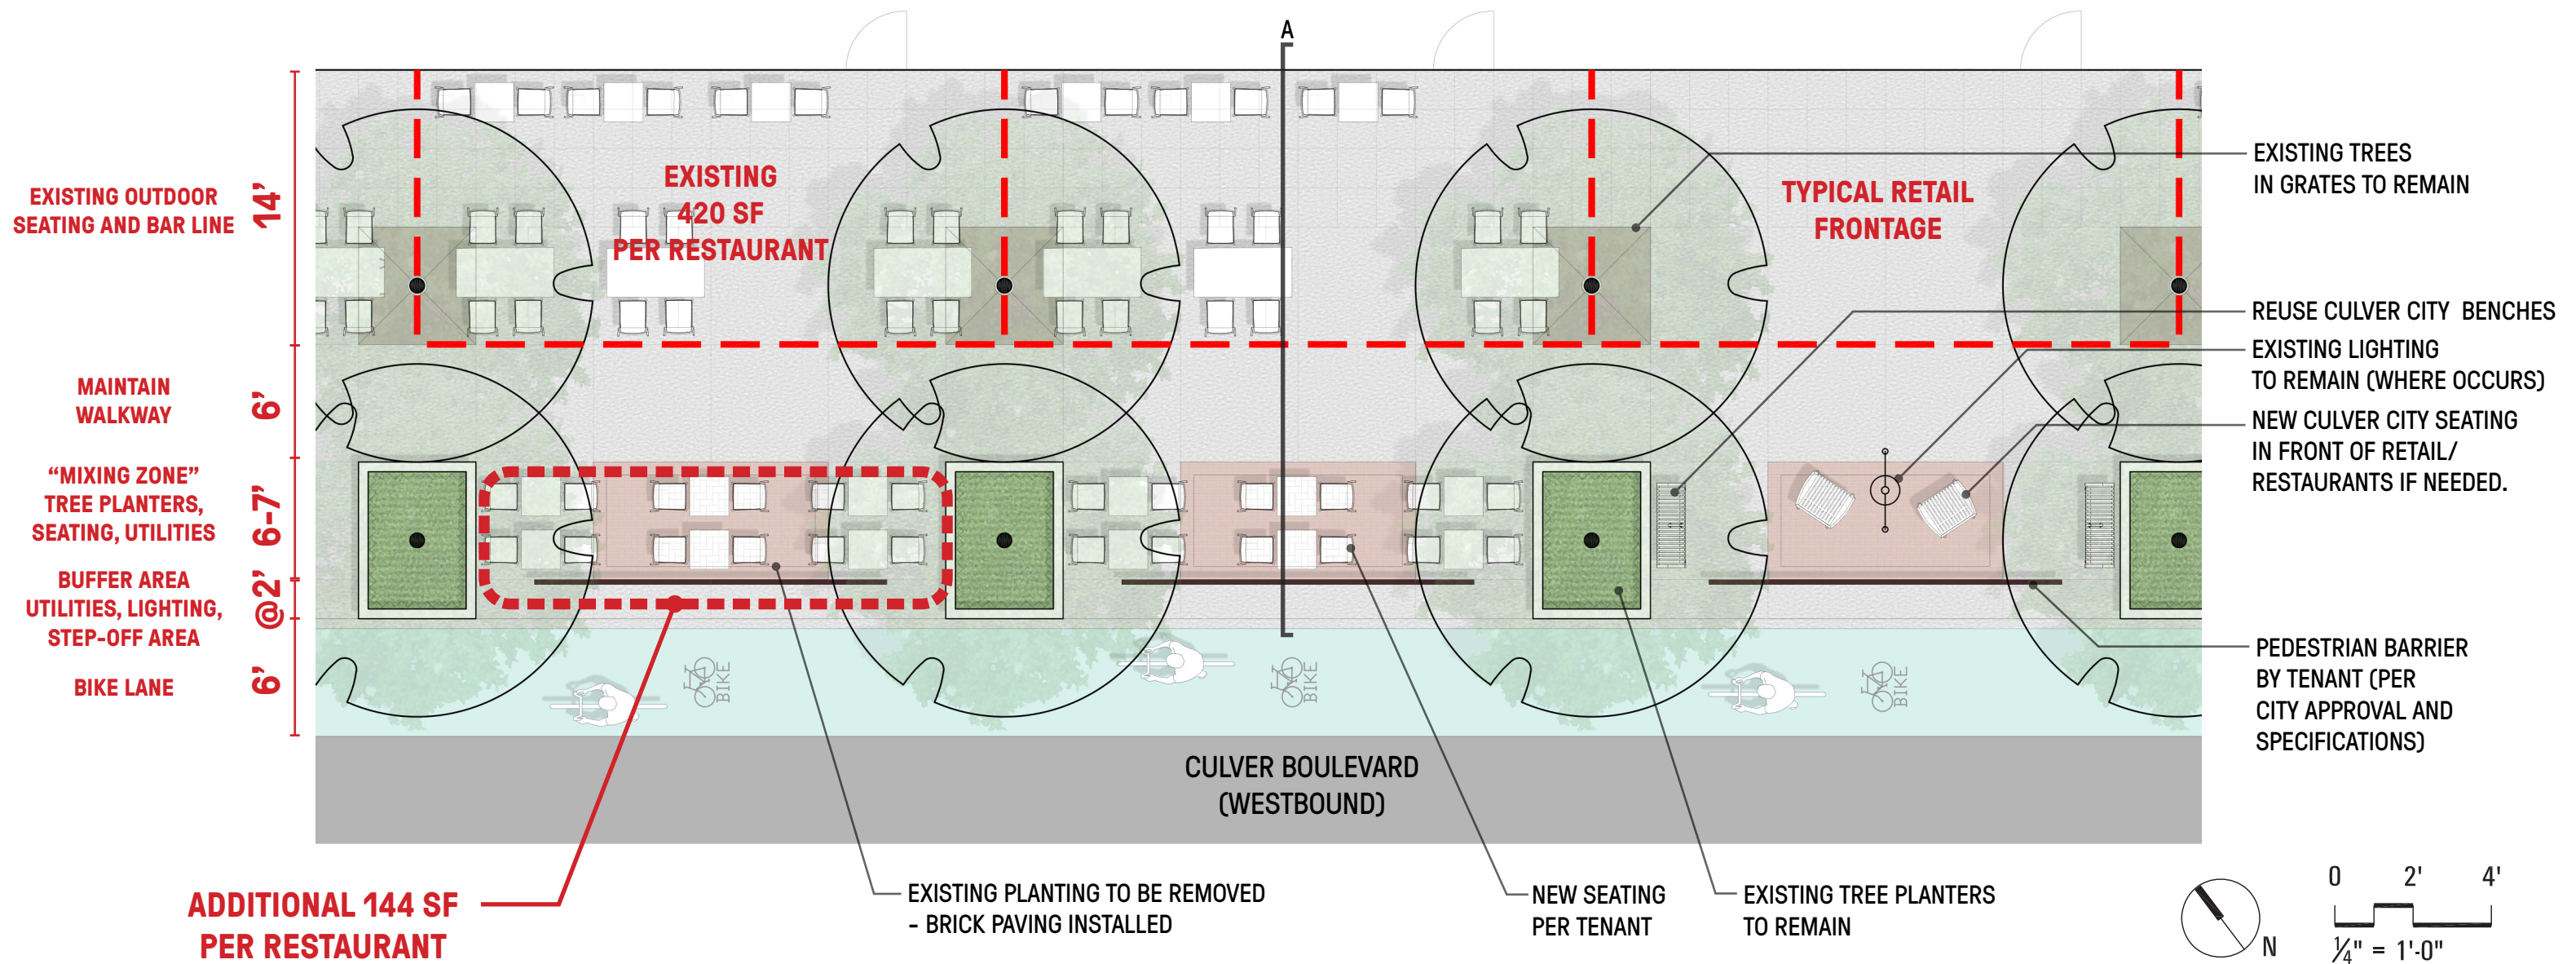 A
EXISTING OUTDOOR
SEATING AND BAR LINE
14'
MAINTAIN
WALKWAY
6'
“MIXING ZONE”
TREE PLANTERS,
SEATING, UTILITIES
6-7'
BUFFER AREA
UTILITIES, LIGHTING,
STEP-OFF AREA
@2'
BIKE LANE
6'
EXISTING
420 SF
PER RESTAURANT
TYPICAL RETAIL
FRONTAGE
BIKE
BIKE
BIKE
CULVER BOULEVARD
(WESTBOUND)
EXISTING TREES
IN GRATES TO REMAIN
REUSE CULVER CITY BENCHES
EXISTING LIGHTING
TO REMAIN (WHERE OCCURS)
NEW CULVER CITY SEATING
IN FRONT OF RETAIL/
RESTAURANTS IF NEEDED.
PEDESTRIAN BARRIER
BY TENANT (PER
CITY APPROVAL AND
SPECIFICATIONS)
ADDITIONAL 144 SF
PER RESTAURANT
EXISTING PLANTING TO BE REMOVED
- BRICK PAVING INSTALLED
NEW SEATING
PER TENANT
EXISTING TREE PLANTERS
TO REMAIN
N
0 2' 4'
¼" = 1'-0"